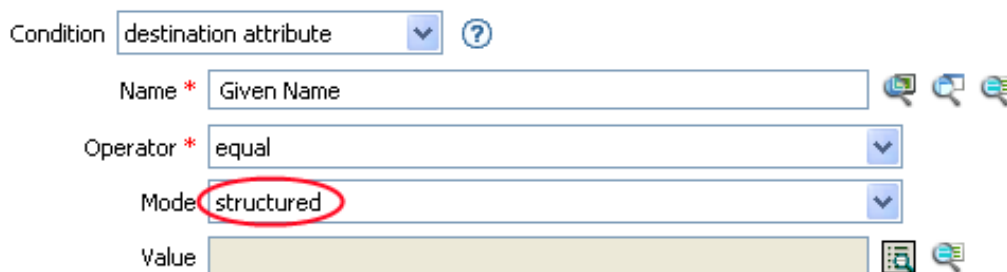 Condition destination attribute ?
Name * Given Name
Operator * equal
Mode structured
Value